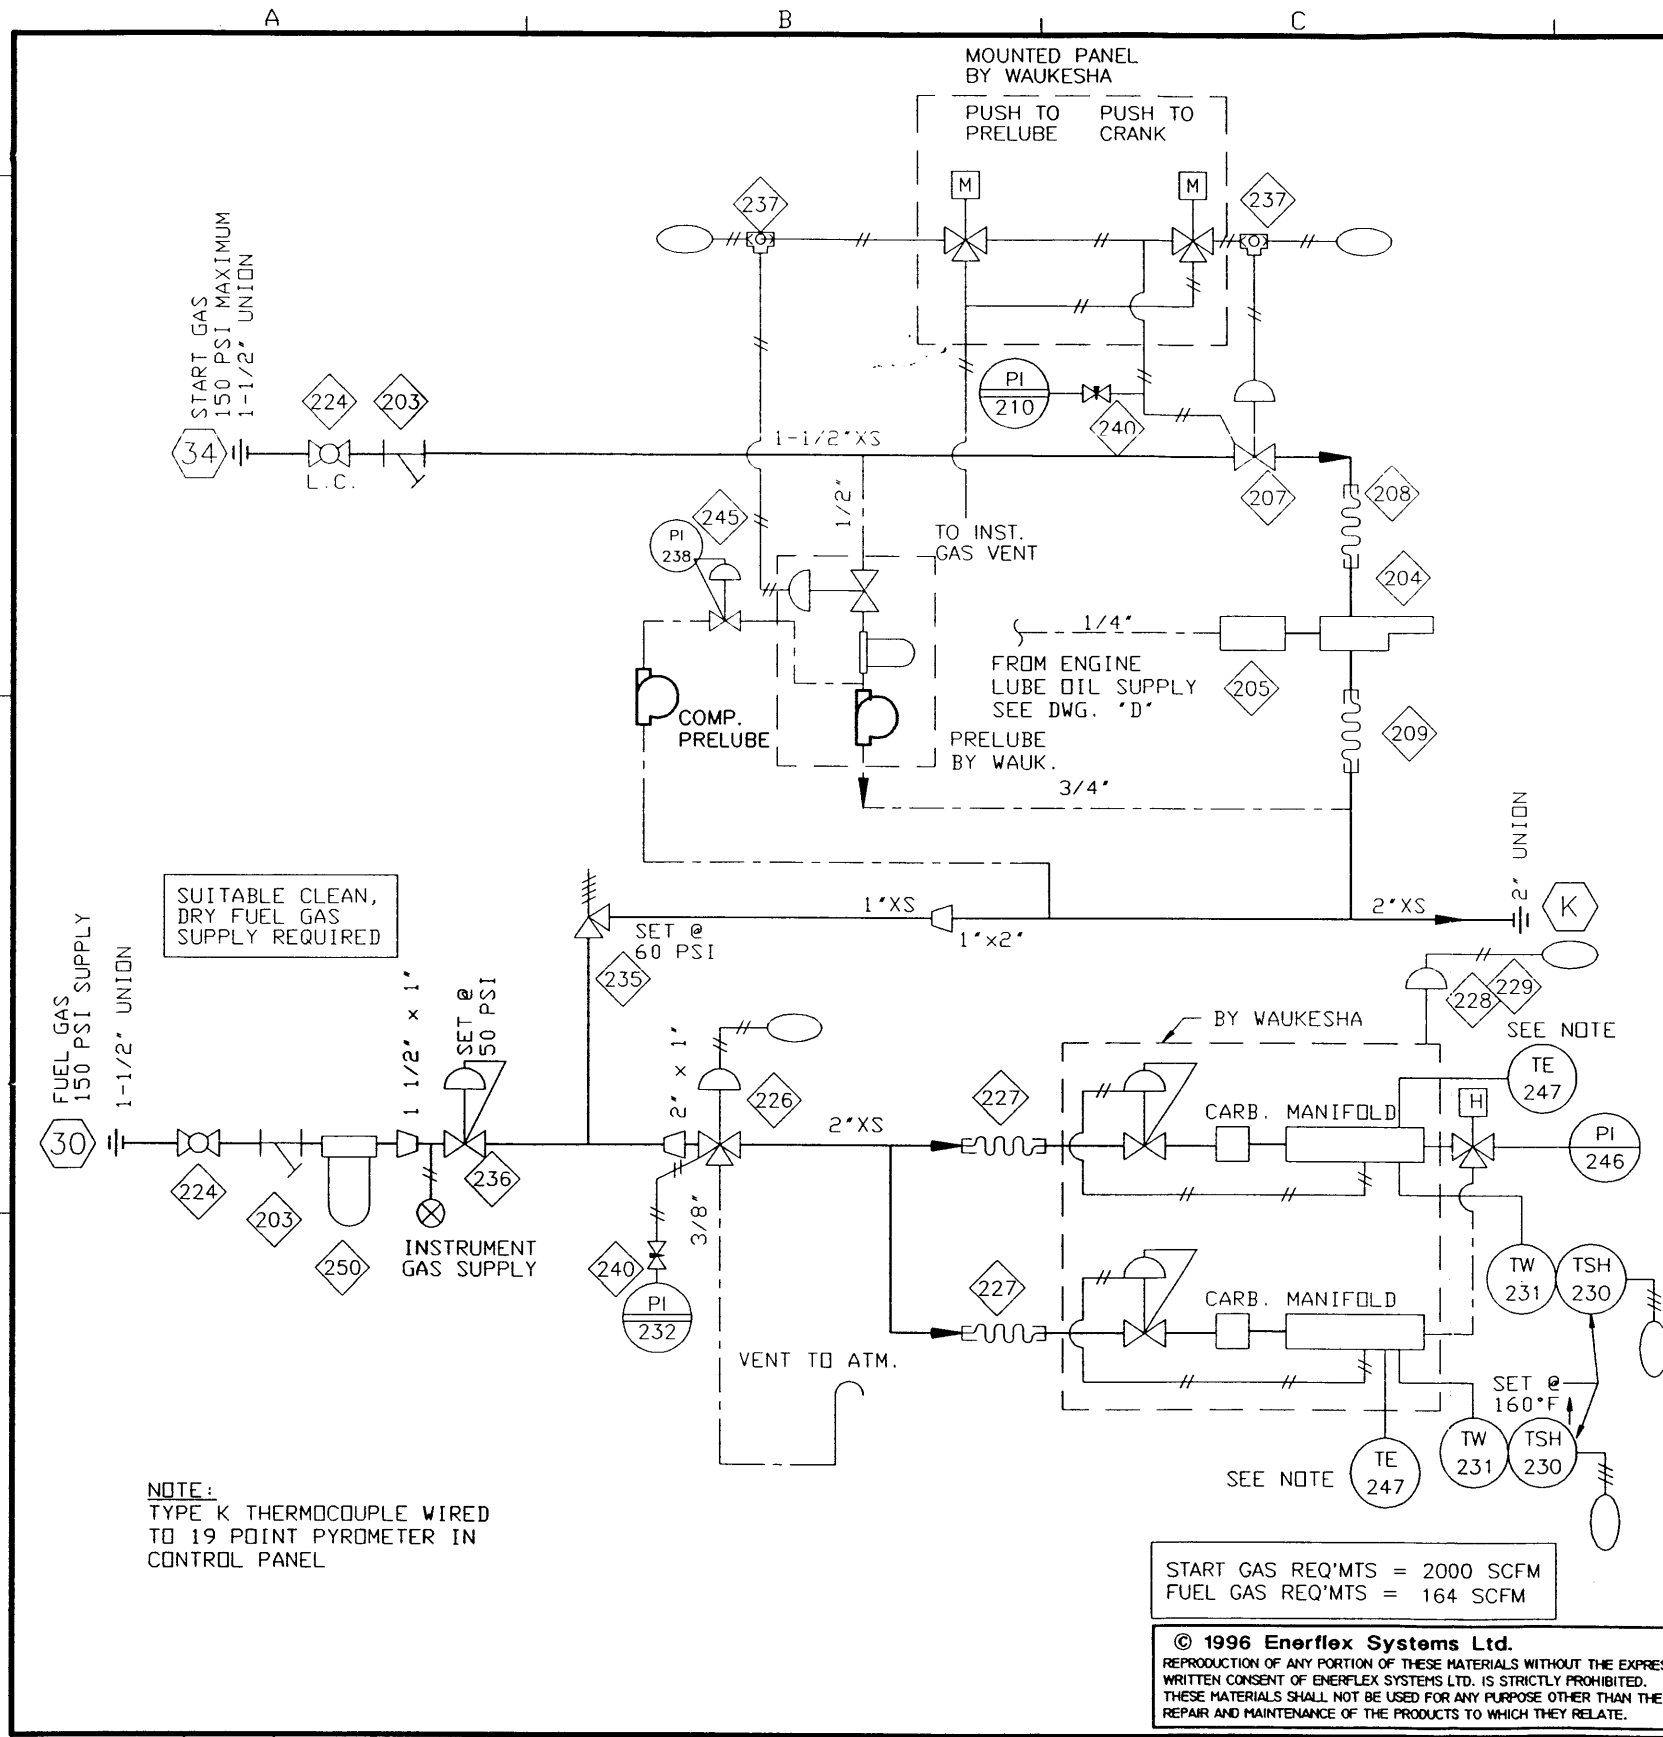 A
B
C
MOUNTED PANEL
BY WAUKESHA
PUSH TO
PRELUBE
PUSH TO
CRANK
M
M
237
237
START GAS
150 PSI MAXIMUM
1-1/2" UNION
224
203
34
L.C.
1-1/2"XS
PI
210
240
207
208
1/2"
245
PI
238
TO INST.
GAS VENT
204
1/4"
FROM ENGINE
LUBE OIL SUPPLY
SEE DWG. "D"
205
209
COMP.
PRELUBE
PRELUBE
BY WAUK.
3/4"
2" UNION
SUITABLE CLEAN,
DRY FUEL GAS
SUPPLY REQUIRED
1"XS
1"x2"
2"XS
K
SET @
60 PSI
235
FUEL GAS
150 PSI SUPPLY
1-1/2" UNION
1 1/2" x 1"
SET @
50 PSI
2" x 1"
228
229
BY WAUKESHA
SEE NOTE
TE
247
226
227
CARB. MANIFOLD
H
2"XS
30
PI
246
224
203
236
3/8"
INSTRUMENT
GAS SUPPLY
250
240
227
TW
231
TSH
230
PI
232
CARB. MANIFOLD
VENT TO ATM.
SET @
160°F
TW
231
TSH
230
SEE NOTE
TE
247
NOTE:
TYPE K THERMOCOUPLE WIRED
TO 19 POINT PYROMETER IN
CONTROL PANEL
START GAS REQ'MTS = 2000 SCFM
FUEL GAS REQ'MTS = 164 SCFM
© 1996 Enerflex Systems Ltd.
REPRODUCTION OF ANY PORTION OF THESE MATERIALS WITHOUT THE EXPRES
WRITTEN CONSENT OF ENERFLEX SYSTEMS LTD. IS STRICTLY PROHIBITED.
THESE MATERIALS SHALL NOT BE USED FOR ANY PURPOSE OTHER THAN THE
REPAIR AND MAINTENANCE OF THE PRODUCTS TO WHICH THEY RELATE.